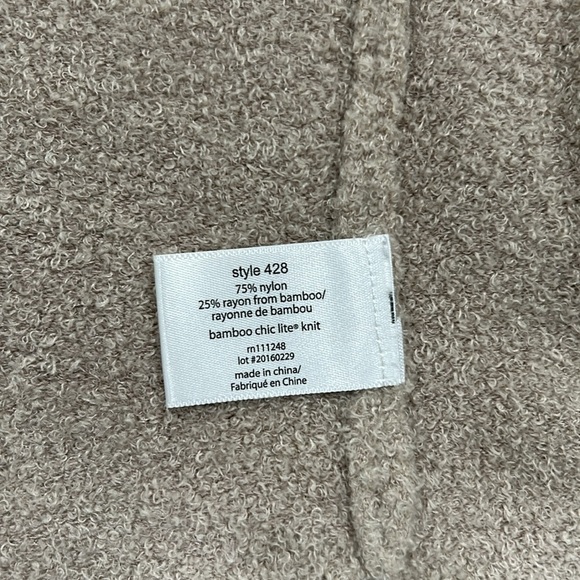 style 428
75% nylon
25% rayon from bamboo/
rayonne de bambou
bamboo chic lite® knit
rn111248
lot #20160229
made in china/
Fabriqué en Chine